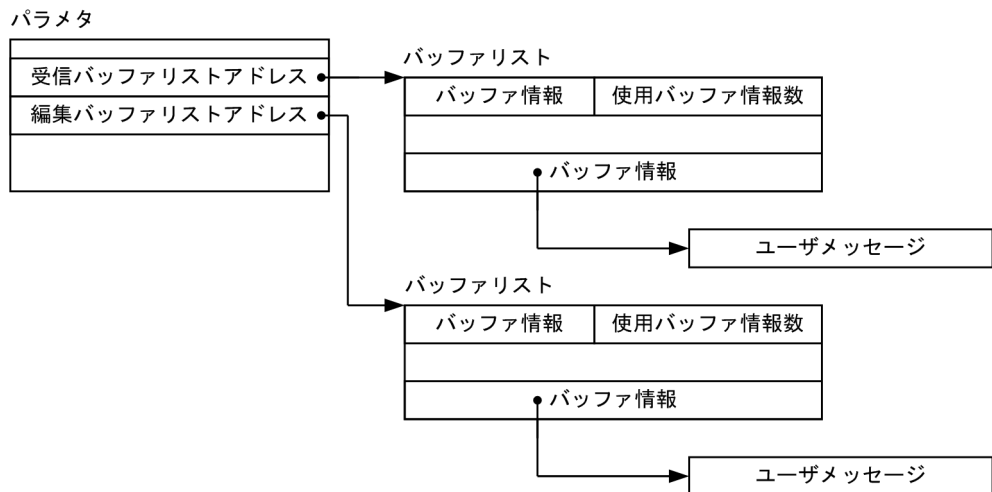 パラメタ
受信バッファリストアドレス
編集バッファリストアドレス
バッファリスト
バッファ情報 使用バッファ情報数
バッファ情報
ユーザメッセージ
バッファリスト
バッファ情報 使用バッファ情報数
バッファ情報
ユーザメッセージ